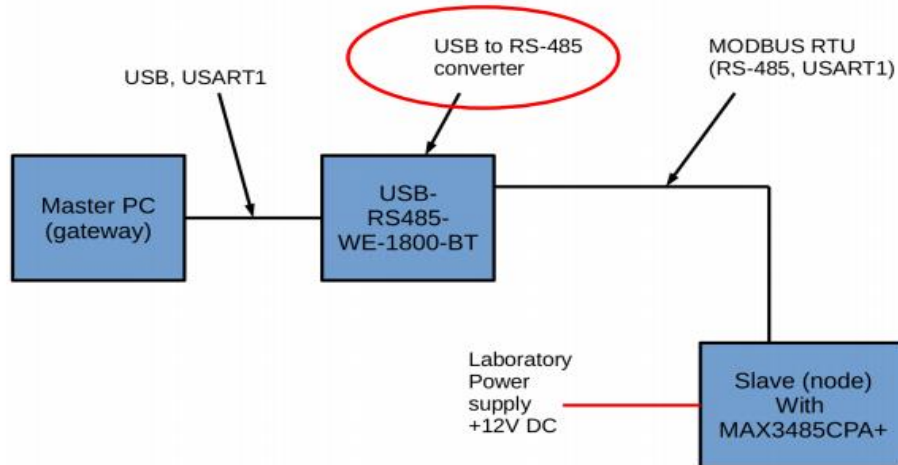 USB, USART1
USB to RS-485
converter
MODBUS RTU
(RS-485, USART1)
Master PC
(gateway)
USB-
RS485-
WE-1800-BT
Laboratory
Power
supply
+12V DC
Slave (node)
With
MAX3485CPA+